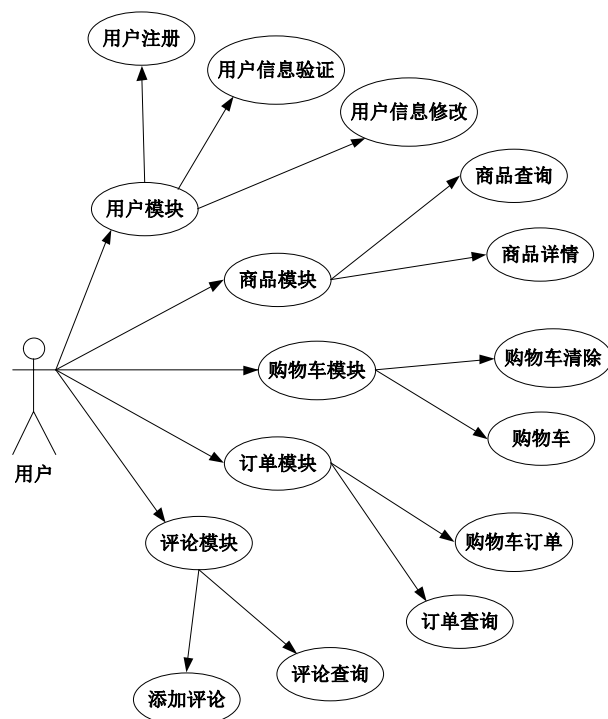 用户注册
用户信息验证
用户信息修改
商品查询
用户模块
商品详情
商品模块
购物车清除
购物车模块
购物车
订单模块
用户
评论模块
购物车订单
订单查询
评论查询
添加评论